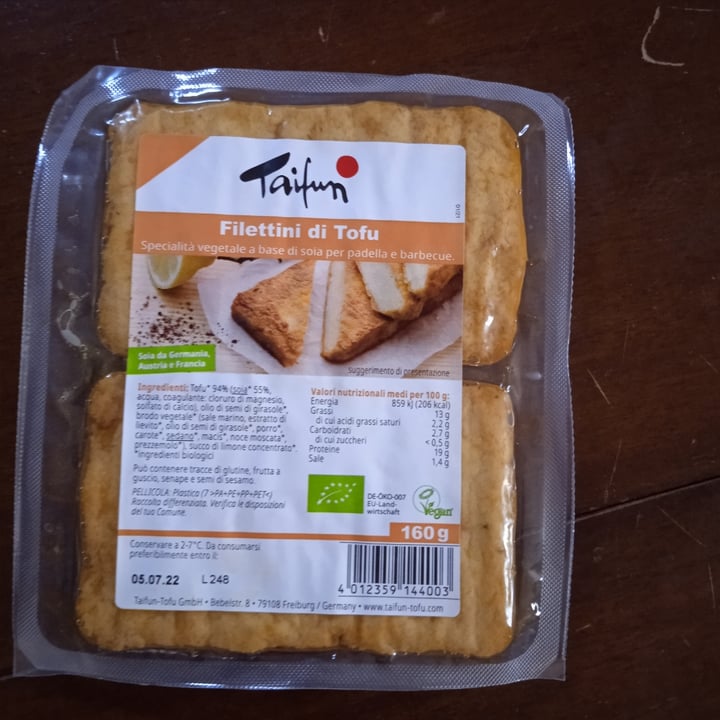 Taifun
0101
Filettini di Tofu
Specialità vegetale a base di soia per padella e barbecue.
Soia da Germania,
Austria e Francia
suggerimento di presentazione
Ingredienti: Tofu* 94% (soia* 55%,
acqua, coagulante: cloruro di magnesio,
solfato di calcio), olio di semi di girasole*,
brodo vegetale* (sale marino, estratto di
lievito*, olio di semi di girasole*, porro*,
carote*, sedano*, macis*, noce moscata*,
prezzemolo*), succo di limone concentrato*.
*ingredienti biologici
Può contenere tracce di glutine, frutta a
guscio, senape e semi di sesamo.
PELLICOLA: Plastica (7 >PA+PE+PP+PET<)
Raccolta differenziata. Verifica le disposizioni
del tuo Comune.
Valori nutrizionali medi per 100 g:
Energia 859 kJ (206 kcal)
Grassi 13 g
di cui acidi grassi saturi 2,2 g
Carboidrati 2,7 g
di cui zuccheri < 0,5 g
Proteine 19 g
Sale 1,4 g
DE-ÖKO-007
EU-Land-
wirtschaft
Vegan
160 g
Conservare a 2-7°C. Da consumarsi
preferibilmente entro il:
05.07.22 L 248
4 012359 144003
Taifun-Tofu GmbH • Bebelstr. 8 • 79108 Freiburg / Germany • www.taifun-tofu.com